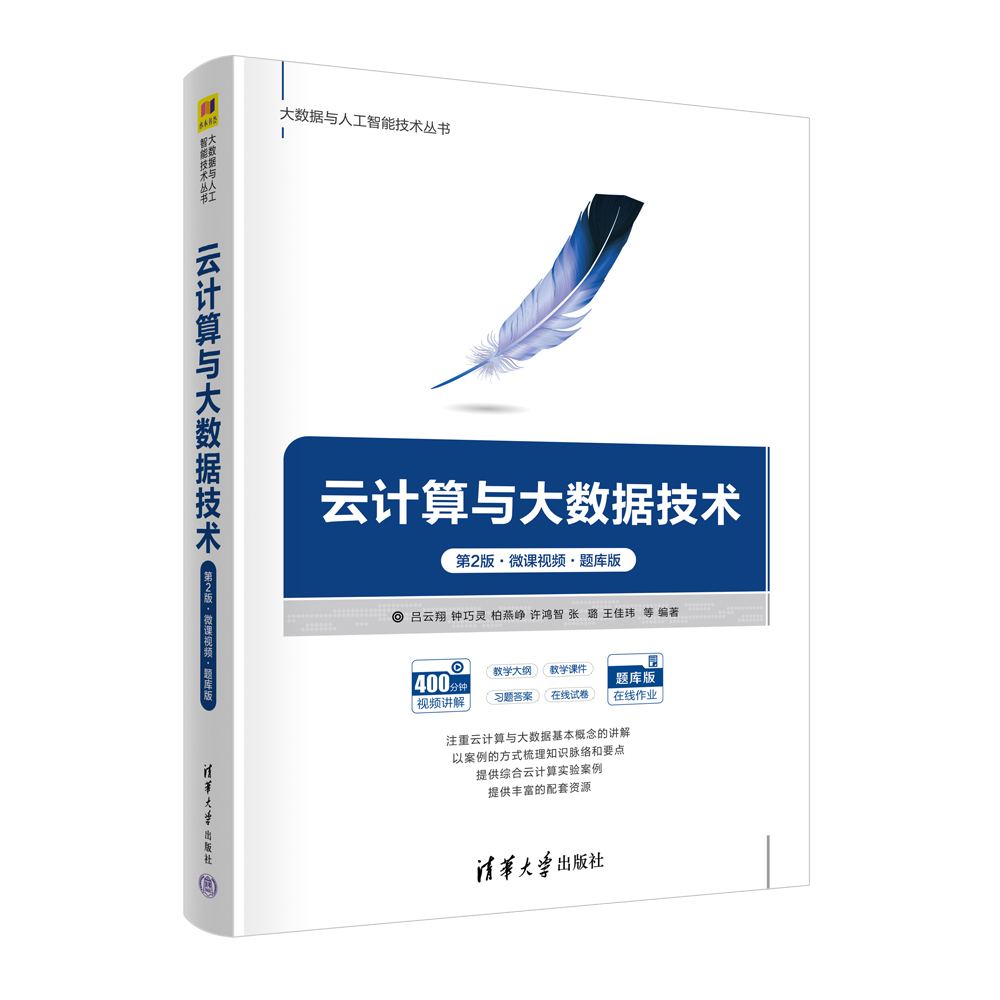 书本书香
大数据与人工
智能技术丛书
云计算与大数据技术
第2版·微课视频·题库版
清华大学出版社
大数据与人工智能技术丛书
云计算与大数据技术
第2版·微课视频·题库版
吕云翔 钟巧灵 柏燕峥 许鸿智 张 璐 王佳玮 等 编著
400分钟
视频讲解
教学大纲 教学课件
习题答案 在线试卷
题库版
在线作业
注重云计算与大数据基本概念的讲解
以案例的方式梳理知识脉络和要点
提供综合云计算实验案例
提供丰富的配套资源
清华大学出版社